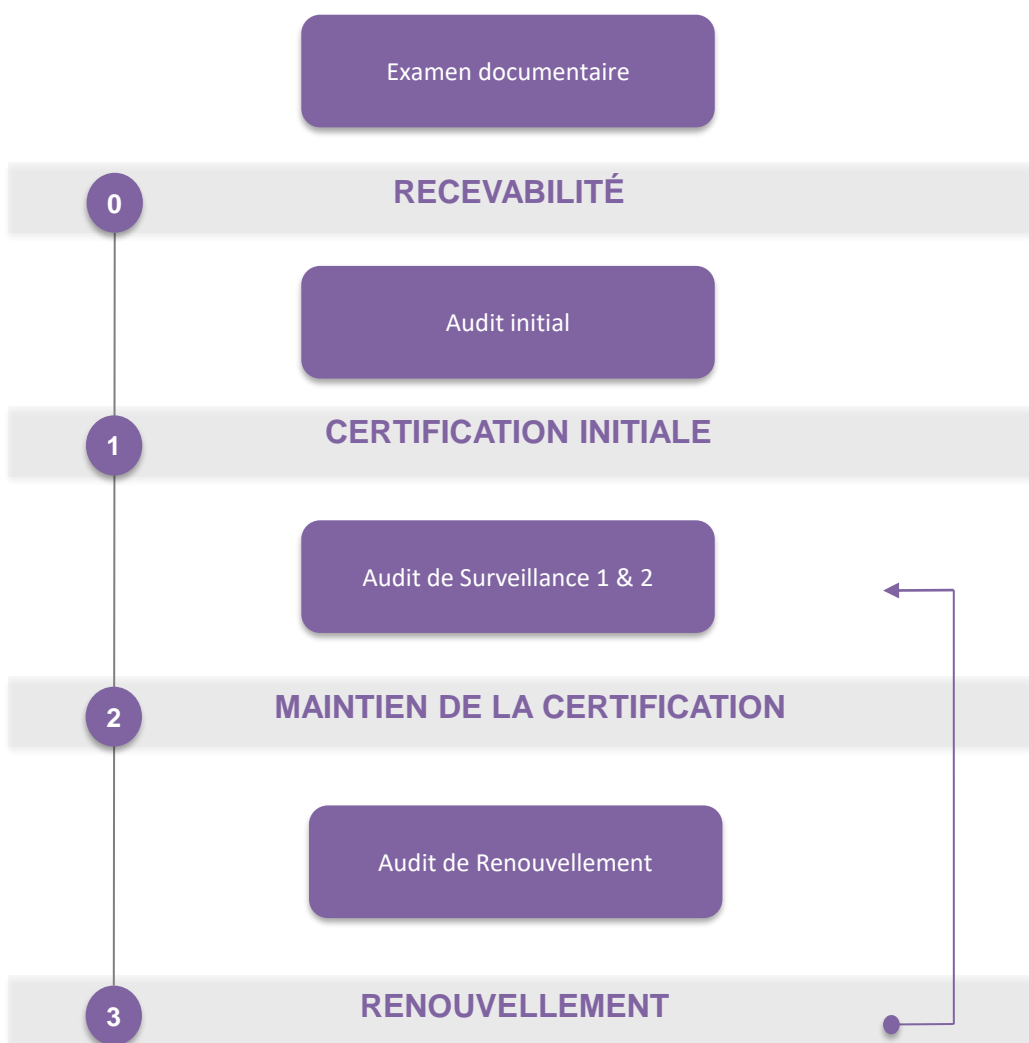 Examen documentaire
0
RECEVABILITÉ
Audit initial
1
CERTIFICATION INITIALE
Audit de Surveillance 1 & 2
2
MAINTIEN DE LA CERTIFICATION
Audit de Renouvellement
3
RENOUVELLEMENT